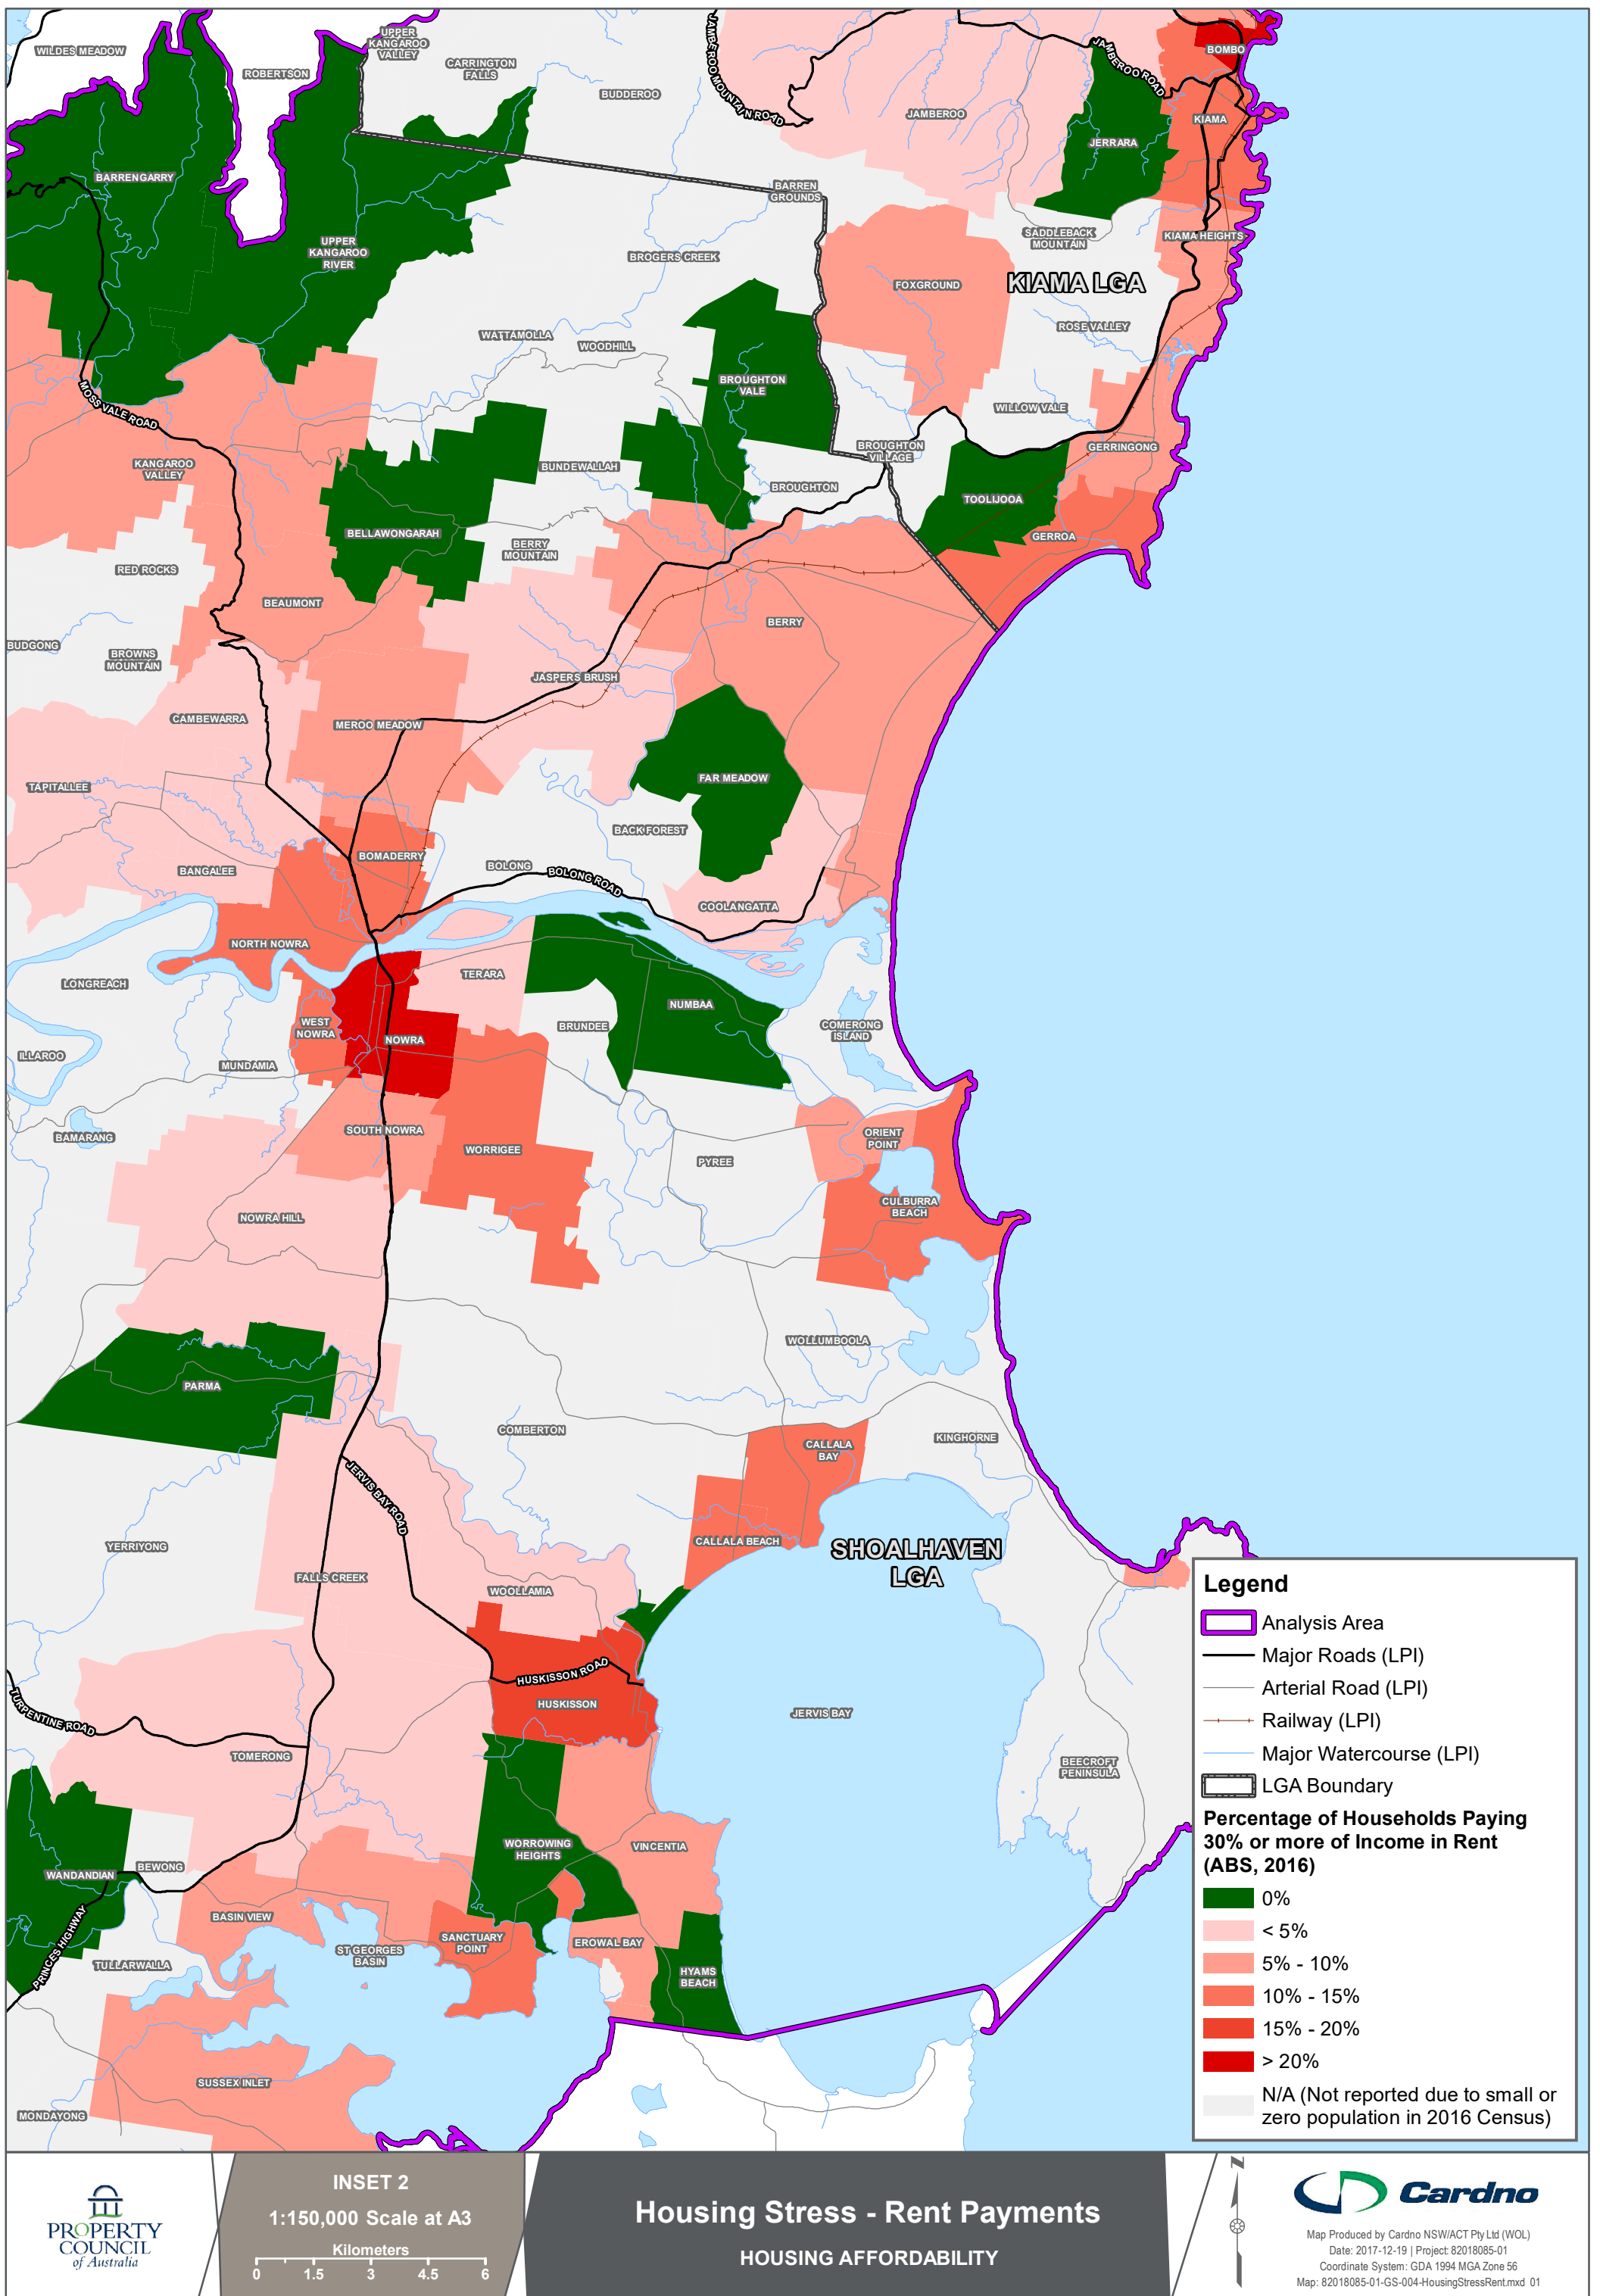 WILDES MEADOW
ROBERTSON
UPPER
KANGAROO
VALLEY
CARRINGTON
FALLS
BUDDEROO
JAMBEROO MOUNTAIN ROAD
JAMBEROO
JAMBEROO ROAD
BOMBO
KIAMA
JERRARA
BARRENGARRY
BARREN
GROUNDS
UPPER
KANGAROO
RIVER
BROGERS CREEK
SADDLEBACK
MOUNTAIN
KIAMA HEIGHTS
FOXGROUND
KIAMA LGA
ROSE VALLEY
WATTAMOLLA
WOODHILL
BROUGHTON
VALE
WILLOW VALE
MOSS VALE ROAD
KANGAROO
VALLEY
BUNDEWALLAH
BROUGHTON
VILLAGE
GERRINGONG
BROUGHTON
TOOLIJOOA
BELLAWONGARAH
BERRY
MOUNTAIN
GERROA
RED ROCKS
BEAUMONT
BERRY
BUDGONG
BROWNS
MOUNTAIN
JASPERS BRUSH
CAMBEWARRA
MEROO MEADOW
TAPITALLEE
FAR MEADOW
BACK FOREST
BOMADERRY
BANGALEE
BOLONG
BOLONG ROAD
COOLANGATTA
NORTH NOWRA
LONGREACH
TERARA
NUMBAA
WEST
NOWRA
NOWRA
BRUNDEE
COMERONG
ISLAND
ILLAROO
MUNDAMIA
BAMARANG
SOUTH NOWRA
WORRIGEE
ORIENT
POINT
PYREE
CULBURRA
BEACH
NOWRA HILL
WOLLUMBOOLA
PARMA
COMBERTON
CALLALA
BAY
KINGHORNE
JERVIS BAY ROAD
YERRIYONG
CALLALA BEACH
SHOALHAVEN
LGA
FALLS CREEK
WOOLLAMIA
HUSKISSON ROAD
HUSKISSON
JERVIS BAY
TURPENTINE ROAD
TOMERONG
BEECROFT
PENINSULA
WORROWING
HEIGHTS
VINCENTIA
WANDANDIAN
BEWONG
PRINCES HIGHWAY
BASIN VIEW
ST GEORGES
BASIN
SANCTUARY
POINT
EROWAL BAY
TULLARWALLA
HYAMS
BEACH
SUSSEX INLET
MONDAYONG
Legend
Analysis Area
Major Roads (LPI)
Arterial Road (LPI)
Railway (LPI)
Major Watercourse (LPI)
LGA Boundary
Percentage of Households Paying
30% or more of Income in Rent
(ABS, 2016)
0%
< 5%
5% - 10%
10% - 15%
15% - 20%
> 20%
N/A (Not reported due to small or
zero population in 2016 Census)
PROPERTY
COUNCIL
of Australia
INSET 2
1:150,000 Scale at A3
Kilometers
0 1.5 3 4.5 6
Housing Stress - Rent Payments
HOUSING AFFORDABILITY
N
Cardno
Map Produced by Cardno NSW/ACT Pty Ltd (WOL)
Date: 2017-12-19 | Project: 82018085-01
Coordinate System: GDA 1994 MGA Zone 56
Map: 82018085-01-GS-004-HousingStressRent.mxd 01